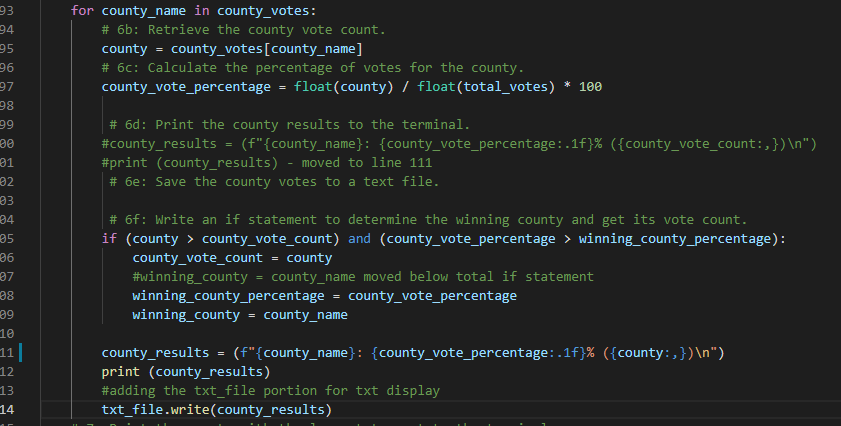 93 for county_name in county_votes:
94 # 6b: Retrieve the county vote count.
95 county = county_votes[county_name]
96 # 6c: Calculate the percentage of votes for the county.
97 county_vote_percentage = float(county) / float(total_votes) * 100
98
99 # 6d: Print the county results to the terminal.
00 #county_results = (f"{county_name}: {county_vote_percentage:.1f}% ({county_vote_count:,})\n")
01 #print (county_results) - moved to line 111
02 # 6e: Save the county votes to a text file.
03
04 # 6f: Write an if statement to determine the winning county and get its vote count.
05 if (county > county_vote_count) and (county_vote_percentage > winning_county_percentage):
06 county_vote_count = county
07 #winning_county = county_name moved below total if statement
08 winning_county_percentage = county_vote_percentage
09 winning_county = county_name
10
11 county_results = (f"{county_name}: {county_vote_percentage:.1f}% ({county:,})\n")
12 print (county_results)
13 #adding the txt_file portion for txt display
14 txt_file.write(county_results)